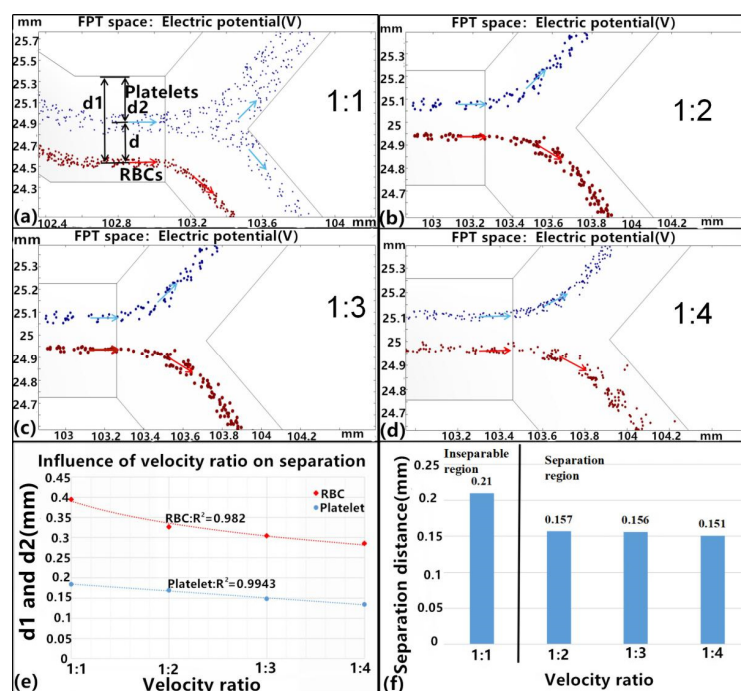 mm FPT space: Electric potential(V)
25.7
25.5
25.3
25.1
24.9
24.7
24.5
24.3
d1
d2
d
Platelets
RBCs
1:1
(a)
102.4 102.8 103.2 103.6 104 mm
mm FPT space: Electric potential(V)
25.3
25.2
25.1
25
24.9
24.8
24.7
1:2
(b)
103 103.2 103.4 103.6 103.8 104 104.2 mm
mm FPT space: Electric potential(V)
25.3
25.2
25.1
25
24.9
24.8
24.7
1:3
(c)
103 103.2 103.4 103.6 103.8 104 104.2 mm
mm FPT space: Electric potential(V)
25.3
25.2
25.1
25
24.9
24.8
24.7
1:4
(d)
103.2 103.4 103.6 103.8 104 104.2 mm
Influence of velocity ratio on separation
d1 and d2(mm)
0.45
0.4
0.35
0.3
0.25
0.2
0.15
0.1
0.05
0
RBC
Platelet
RBC:R²=0.982
Platelet:R²=0.9943
1:1 1:2 1:3 1:4
(e) Velocity ratio
Separation distance(mm)
0.25
0.2
0.15
0.1
0.05
0
Inseparable
region
Separation
region
0.21
0.157
0.156
0.151
1:1 1:2 1:3 1:4
(f) Velocity ratio